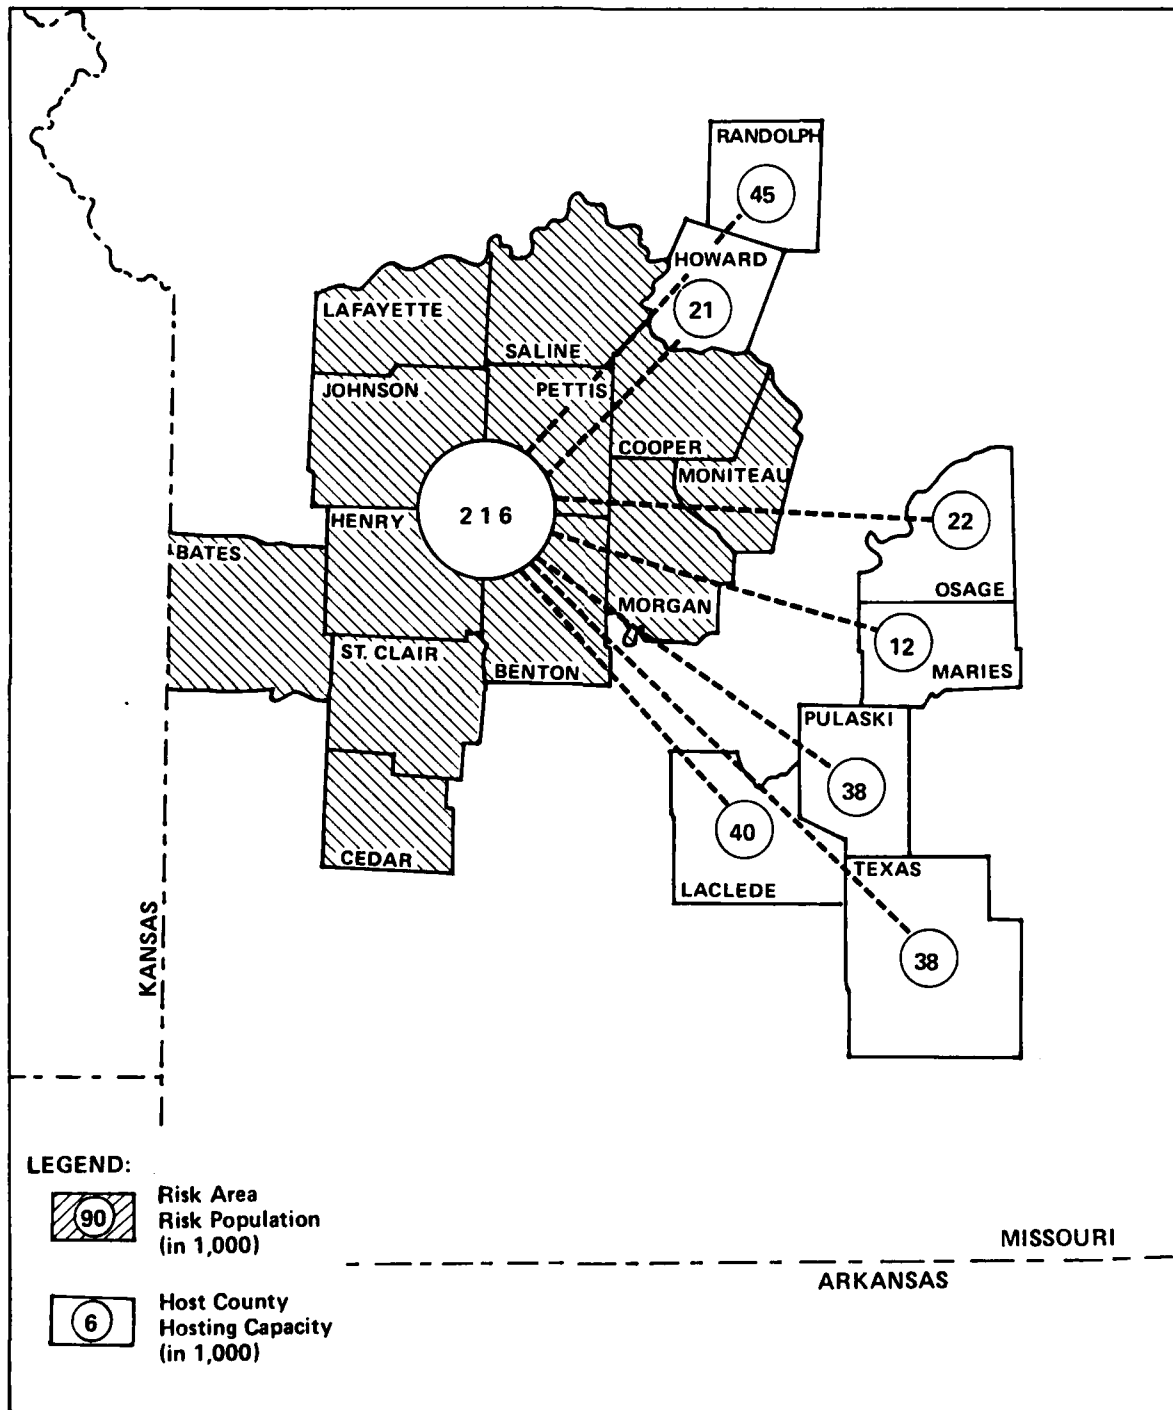 RANDOLPH
45
HOWARD
21
LAFAYETTE
SALINE
JOHNSON
PETTIS
COOPER
MONITEAU
216
HENRY
22
BATES
OSAGE
MORGAN
12
ST. CLAIR
BENTON
MARIES
PULASKI
38
40
CEDAR
LACLEDE
TEXAS
38
KANSAS
LEGEND:
90
Risk Area
Risk Population
(in 1,000)
MISSOURI
ARKANSAS
6
Host County
Hosting Capacity
(in 1,000)